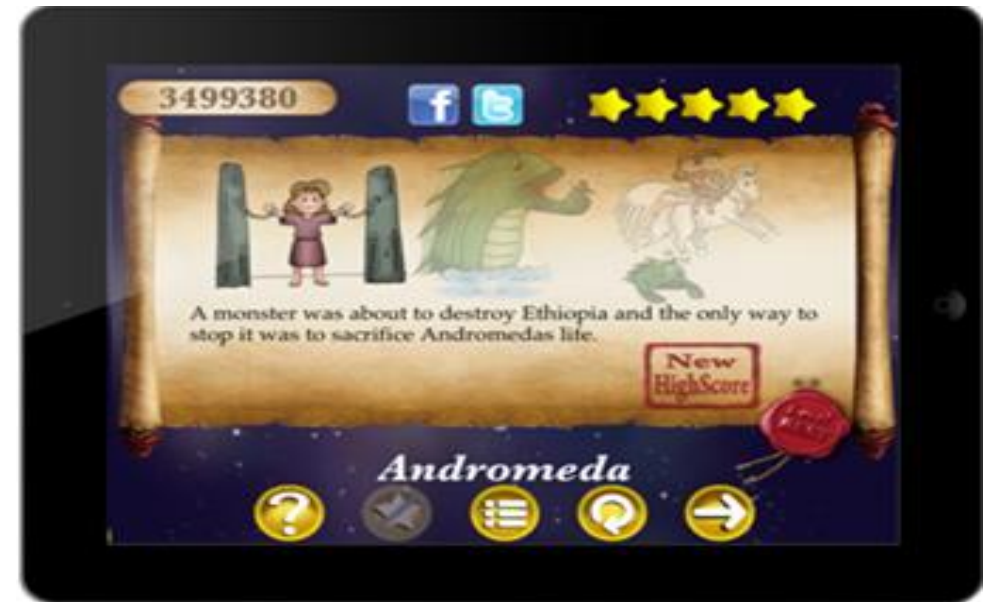 3499380
f t
A monster was about to destroy Ethiopia and the only way to
stop it was to sacrifice Andromedas life.
New
HighScore
Andromeda
?